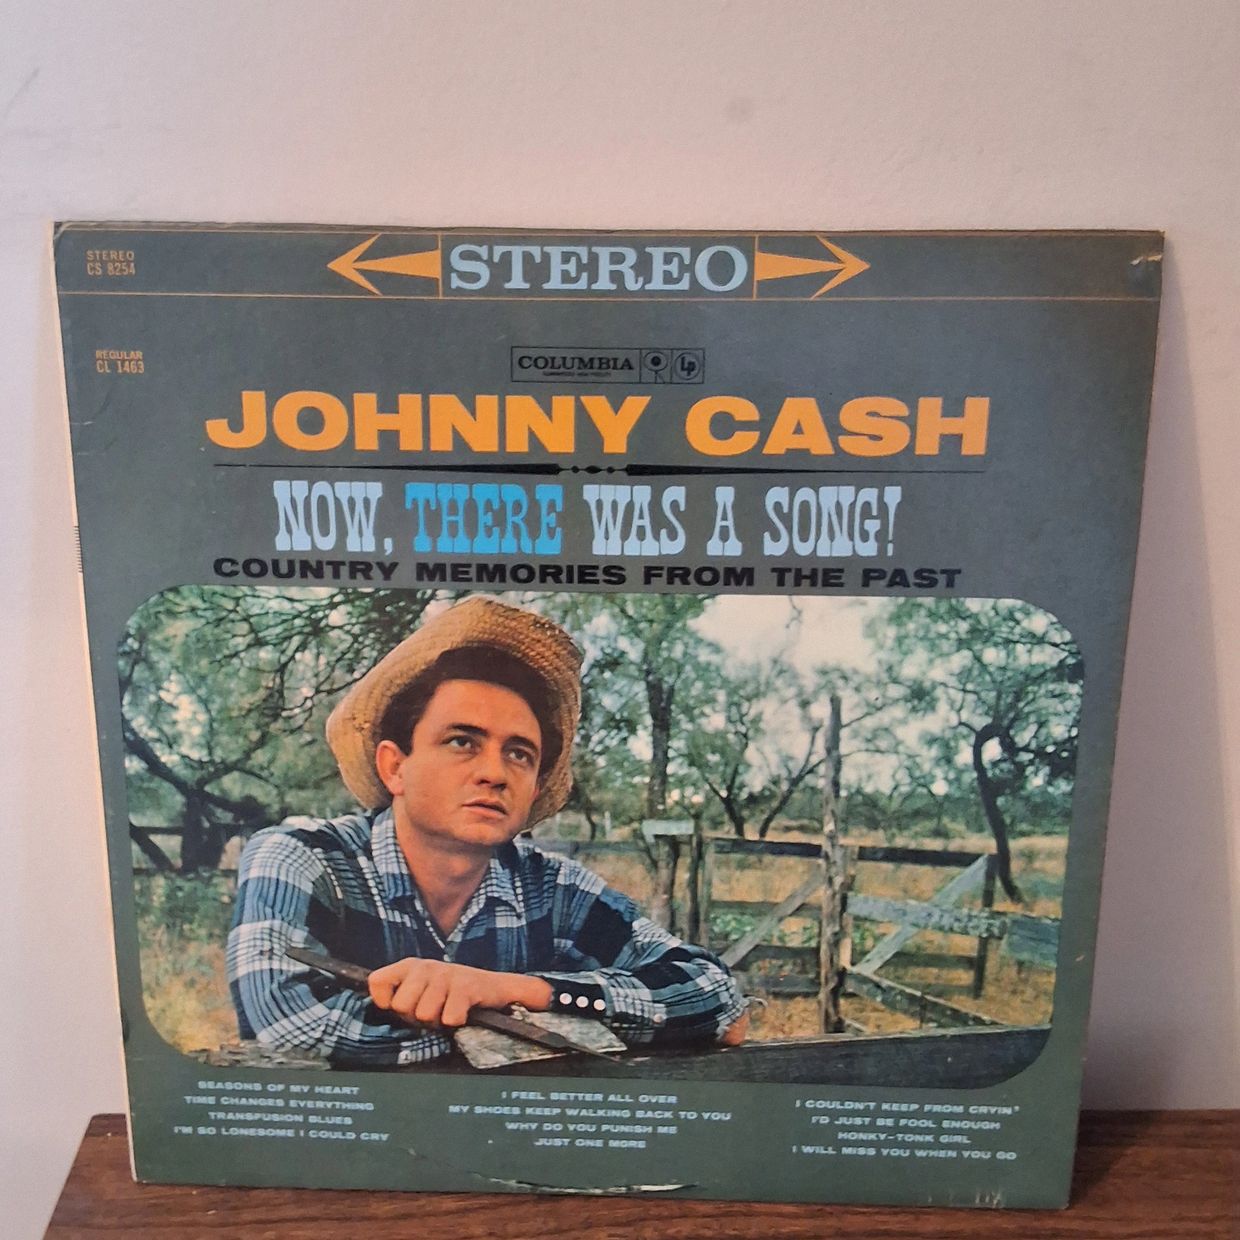 STEREO
CS 8254
STEREO
REGULAR
CL 1463
COLUMBIA
LP
JOHNNY CASH
NOW, THERE WAS A SONG!
COUNTRY MEMORIES FROM THE PAST
SEASONS OF MY HEART
TIME CHANGES EVERYTHING
TRANSFUSION BLUES
I'M SO LONESOME I COULD CRY
I FEEL BETTER ALL OVER
MY SHOES KEEP WALKING BACK TO YOU
WHY DO YOU PUNISH ME
JUST ONE MORE
I COULDN'T KEEP FROM CRYIN'
I'D JUST BE FOOL ENOUGH
HONKY-TONK GIRL
I WILL MISS YOU WHEN YOU GO